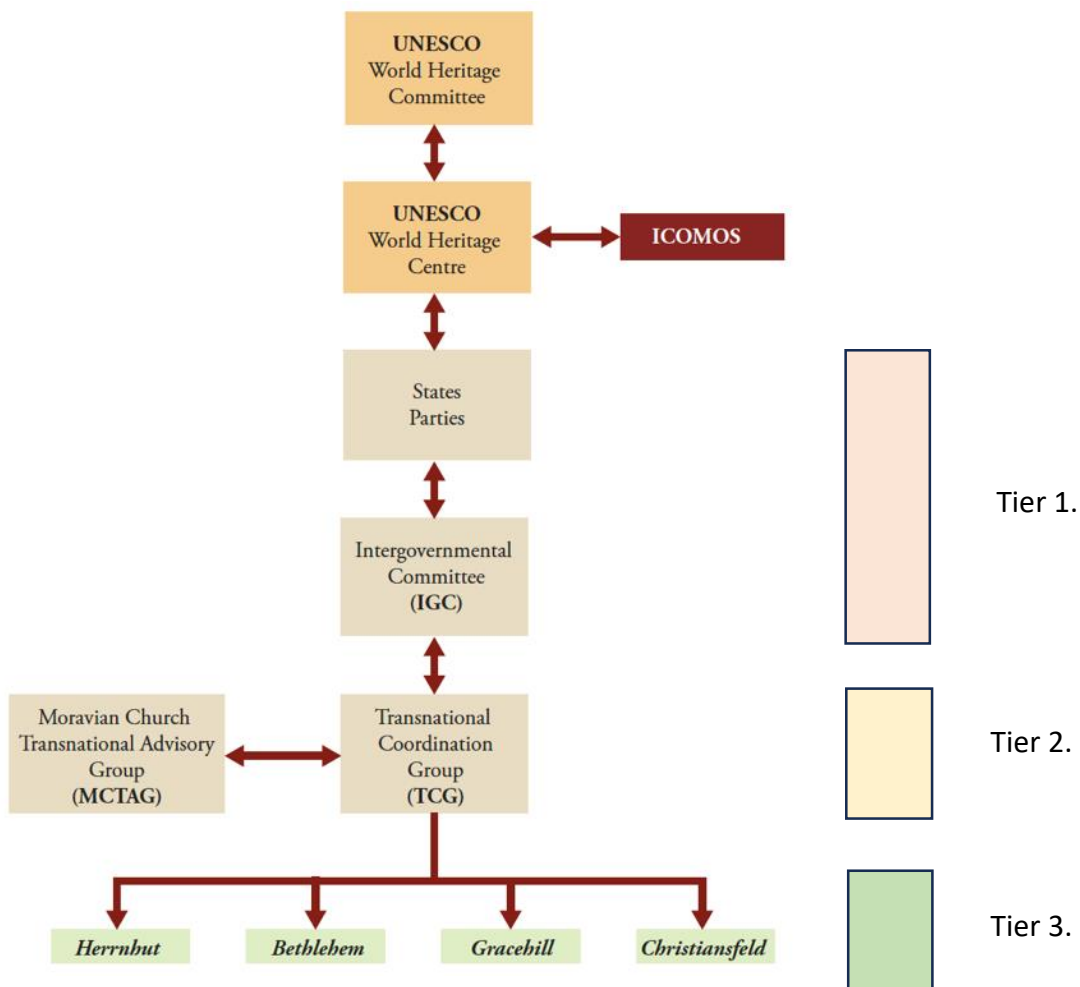 UNESCO
World Heritage
Committee
UNESCO
World Heritage
Centre
ICOMOS
States
Parties
Tier 1.
Intergovernmental
Committee
(IGC)
Moravian Church
Transnational Advisory
Group
(MCTAG)
Transnational
Coordination
Group
(TCG)
Tier 2.
Herrnhut
Bethlehem
Gracehill
Christiansfeld
Tier 3.